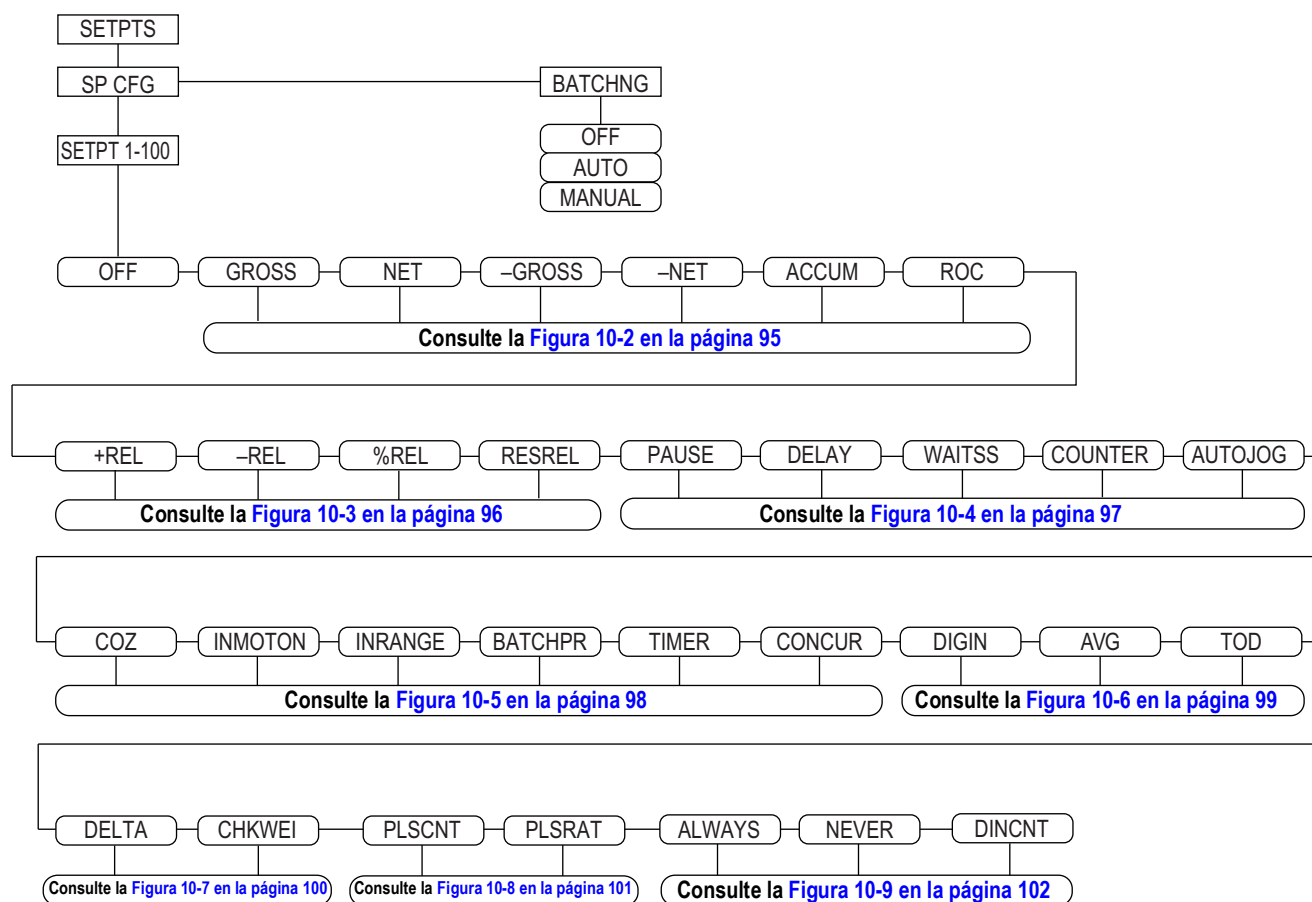 SETPTS
SP CFG
BATCHNG
SETPT 1-100
OFF
AUTO
MANUAL
OFF
GROSS
NET
–GROSS
–NET
ACCUM
ROC
Consulte la Figura 10-2 en la página 95
+REL
–REL
%REL
RESREL
PAUSE
DELAY
WAITSS
COUNTER
AUTOJOG
Consulte la Figura 10-3 en la página 96
Consulte la Figura 10-4 en la página 97
COZ
INMOTON
INRANGE
BATCHPR
TIMER
CONCUR
DIGIN
AVG
TOD
Consulte la Figura 10-5 en la página 98
Consulte la Figura 10-6 en la página 99
DELTA
CHKWEI
PLSCNT
PLSRAT
ALWAYS
NEVER
DINCNT
Consulte la Figura 10-7 en la página 100
Consulte la Figura 10-8 en la página 101
Consulte la Figura 10-9 en la página 102